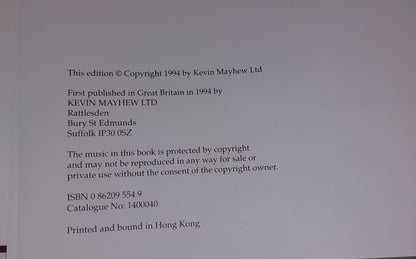 This edition © Copyright 1994 by Kevin Mayhew Ltd
First published in Great Britain in 1994 by
KEVIN MAYHEW LTD
Rattlesden
Bury St Edmunds
Suffolk IP30 0SZ
The music in this book is protected by copyright
and may not be reproduced in any way for sale or
private use without the consent of the copyright owner.
ISBN 0 86209 554 9
Catalogue No: 1400040
Printed and bound in Hong Kong